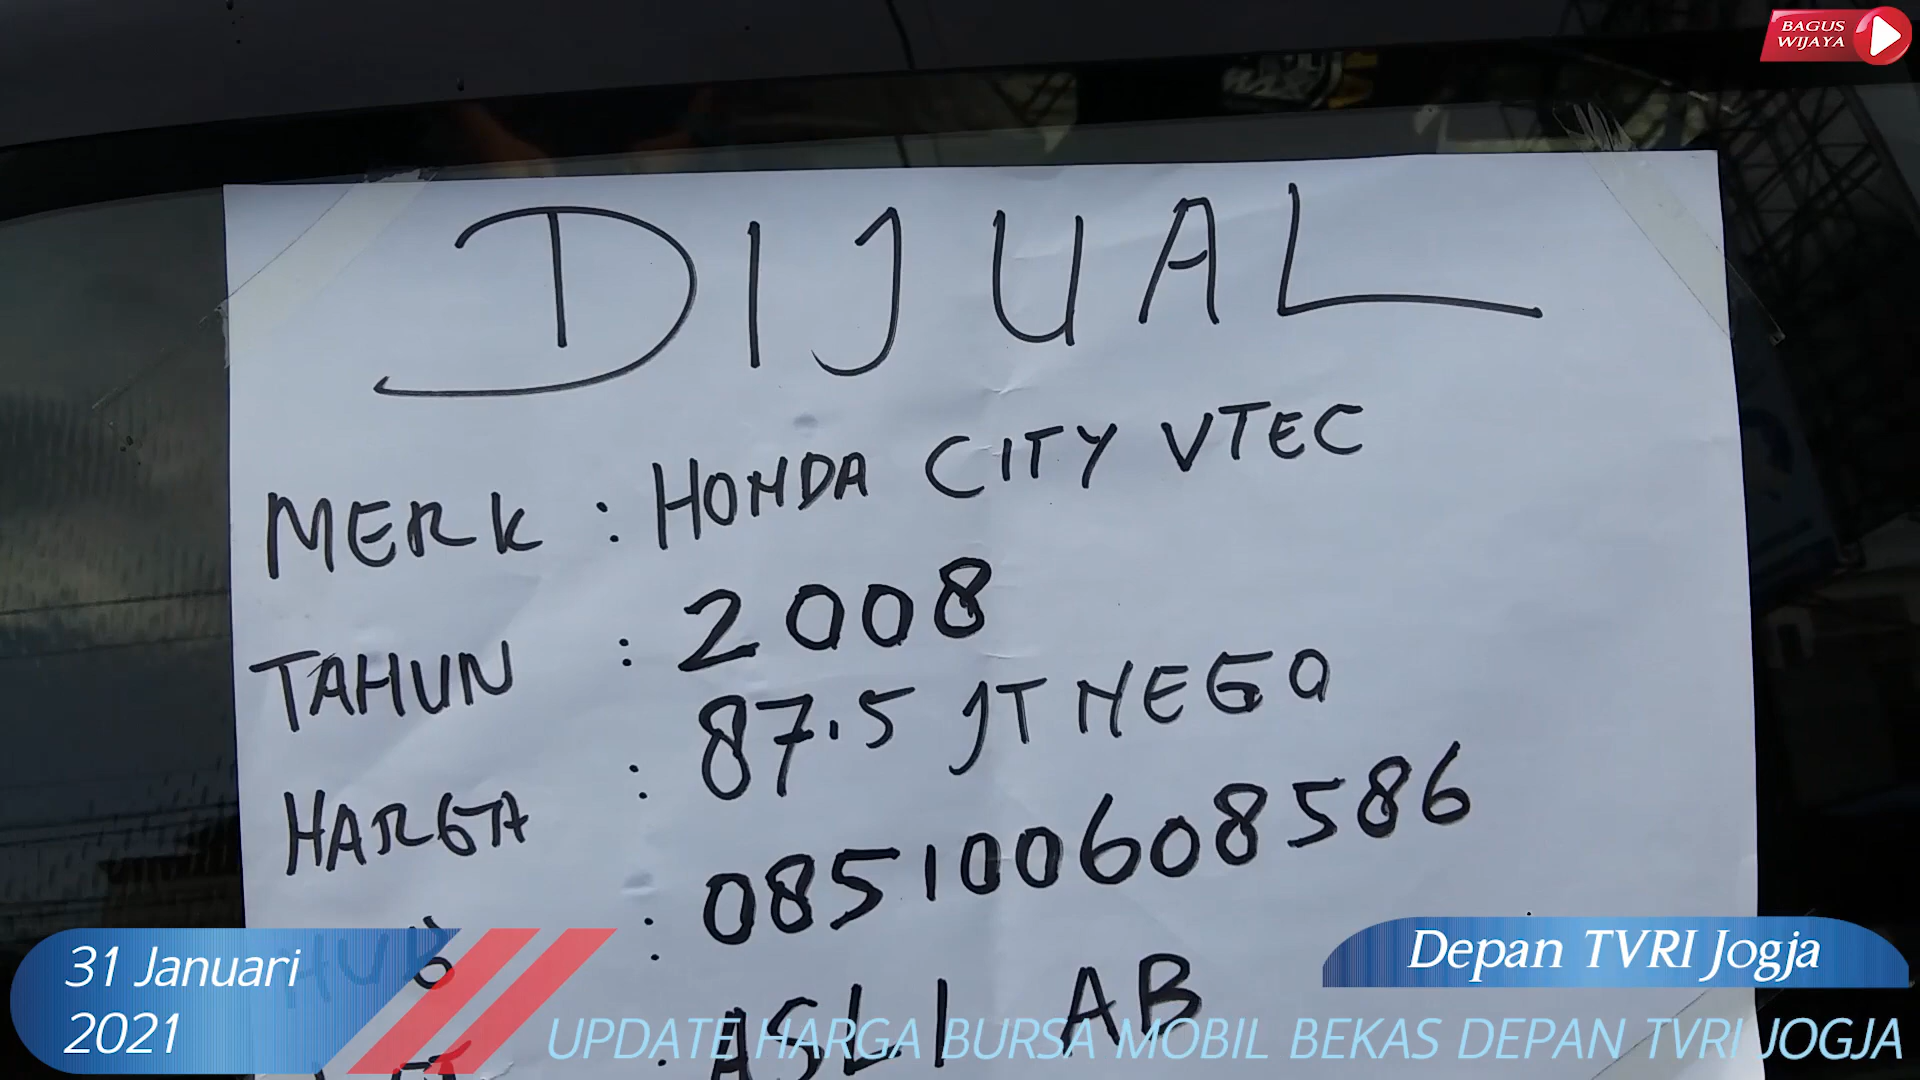 BAGUS
WIJAYA
DIJUAL
MERK : HONDA CITY VTEC
TAHUN : 2008
HARGA : 87.5 JT NEGO
HUB : 085100608586
: ASLI AB
31 Januari
2021
Depan TVRI Jogja
UPDATE HARGA BURSA MOBIL BEKAS DEPAN TVRI JOGJA